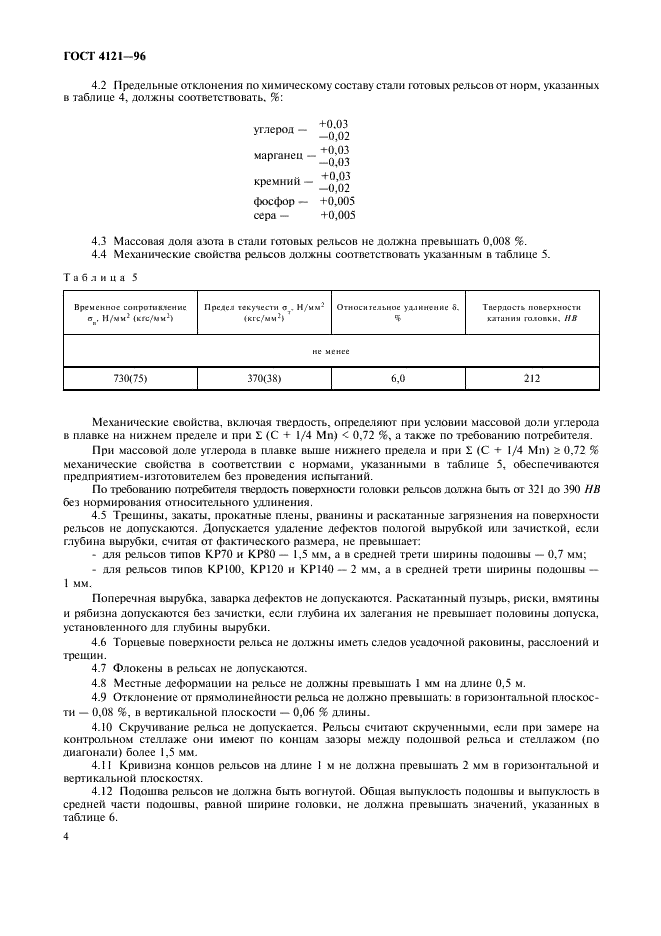 ГОСТ 4121—96
4.2 Предельные отклонения по химическому составу стали готовых рельсов от норм, указанных
в таблице 4, должны соответствовать, %:
углерод — +0,03
—0,02
марганец — +0,03
—0,03
кремний — +0,03
—0,02
фосфор — +0,005
сера — +0,005
4.3 Массовая доля азота в стали готовых рельсов не должна превышать 0,008 %.
4.4 Механические свойства рельсов должны соответствовать указанным в таблице 5.
Таблица 5
Временное сопротивление σв, Н/мм² (кгс/мм²)
Предел текучести σт, Н/мм² (кгс/мм²)
Относительное удлинение δ, %
Твердость поверхности катания головки, HB
не менее
730(75) 370(38) 6,0 212
Механические свойства, включая твердость, определяют при условии массовой доли углерода
в плавке на нижнем пределе и при Σ (C + 1/4 Mn) < 0,72 %, а также по требованию потребителя.
При массовой доле углерода в плавке выше нижнего предела и при Σ (C + 1/4 Mn) ≥ 0,72 %
механические свойства в соответствии с нормами, указанными в таблице 5, обеспечиваются
предприятием-изготовителем без проведения испытаний.
По требованию потребителя твердость поверхности головки рельсов должна быть от 321 до 390 HB
без нормирования относительного удлинения.
4.5 Трещины, закаты, прокатные плены, рванины и раскатанные загрязнения на поверхности
рельсов не допускаются. Допускается удаление дефектов пологой вырубкой или зачисткой, если
глубина вырубки, считая от фактического размера, не превышает:
- для рельсов типов КР70 и КР80 — 1,5 мм, а в средней трети ширины подошвы — 0,7 мм;
- для рельсов типов КР100, КР120 и КР140 — 2 мм, а в средней трети ширины подошвы —
1 мм.
Поперечная вырубка, заварка дефектов не допускаются. Раскатанный пузырь, риски, вмятины
и рябизна допускаются без зачистки, если глубина их залегания не превышает половины допуска,
установленного для глубины вырубки.
4.6 Торцевые поверхности рельса не должны иметь следов усадочной раковины, расслоений и
трещин.
4.7 Флокены в рельсах не допускаются.
4.8 Местные деформации на рельсе не должны превышать 1 мм на длине 0,5 м.
4.9 Отклонение от прямолинейности рельса не должно превышать: в горизонтальной плоскос-
ти — 0,08 %, в вертикальной плоскости — 0,06 % длины.
4.10 Скручивание рельса не допускается. Рельсы считают скрученными, если при замере на
контрольном стеллаже они имеют по концам зазоры между подошвой рельса и стеллажом (по
диагонали) более 1,5 мм.
4.11 Кривизна концов рельсов на длине 1 м не должна превышать 2 мм в горизонтальной и
вертикальной плоскостях.
4.12 Подошва рельсов не должна быть вогнутой. Общая выпуклость подошвы и выпуклость в
средней части подошвы, равной ширине головки, не должна превышать значений, указанных в
таблице 6.
4